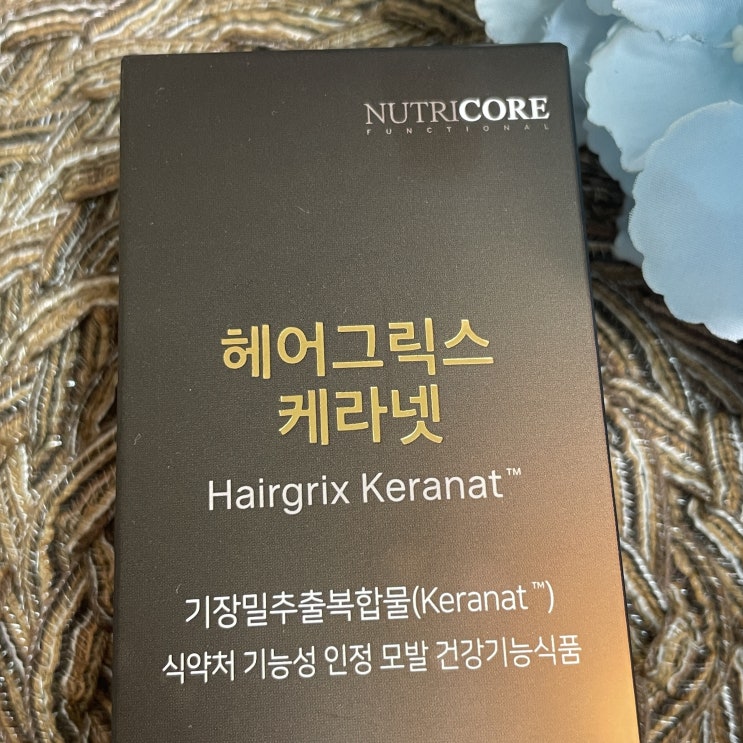 NUTRICORE
FUNCTIONAL
헤어그릭스
케라넷
Hairgrix Keranat™
기장밀추출복합물(Keranat™)
식약처 기능성 인정 모발 건강기능식품